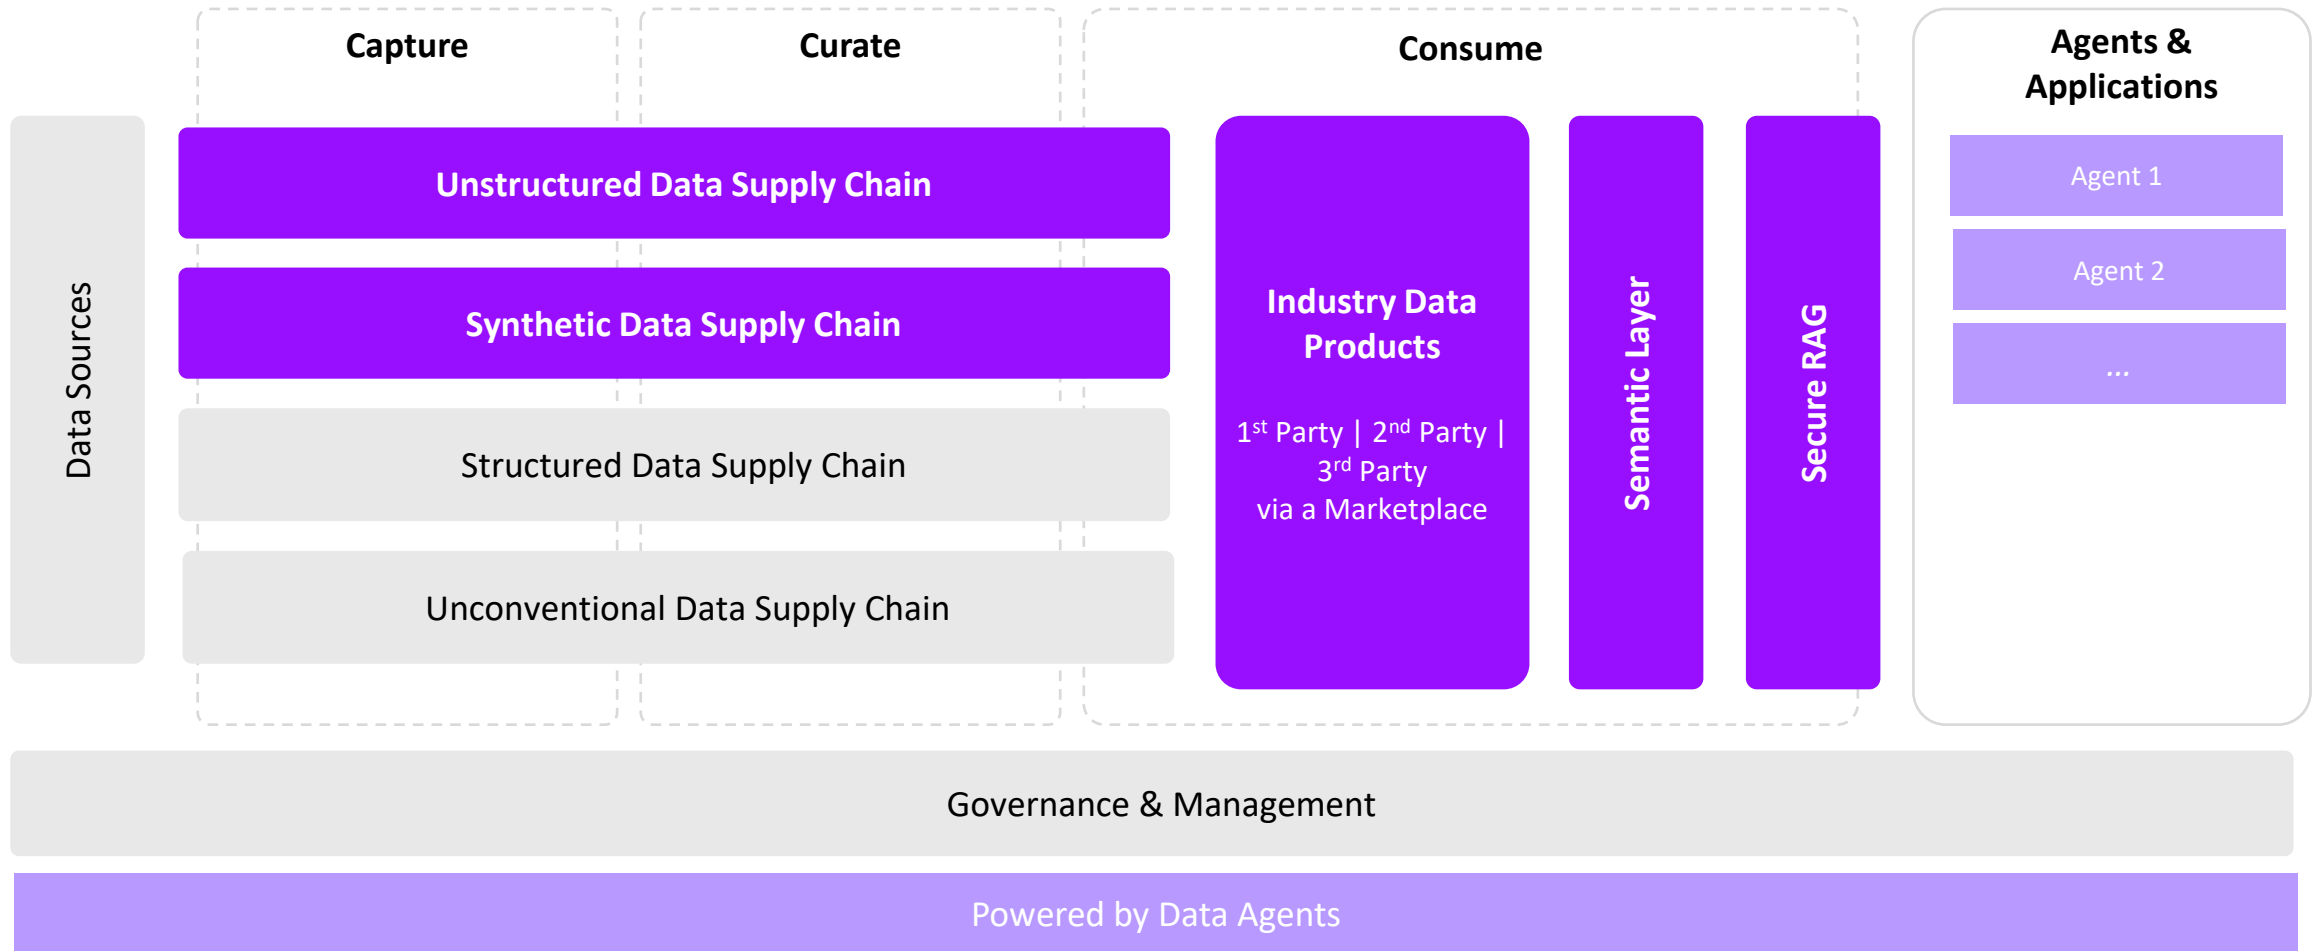 Capture
Curate
Consume
Agents &
Applications
Data Sources
Unstructured Data Supply Chain
Synthetic Data Supply Chain
Structured Data Supply Chain
Unconventional Data Supply Chain
Industry Data
Products
1st Party | 2nd Party |
3rd Party
via a Marketplace
Semantic Layer
Secure RAG
Agent 1
Agent 2
...
Governance & Management
Powered by Data Agents